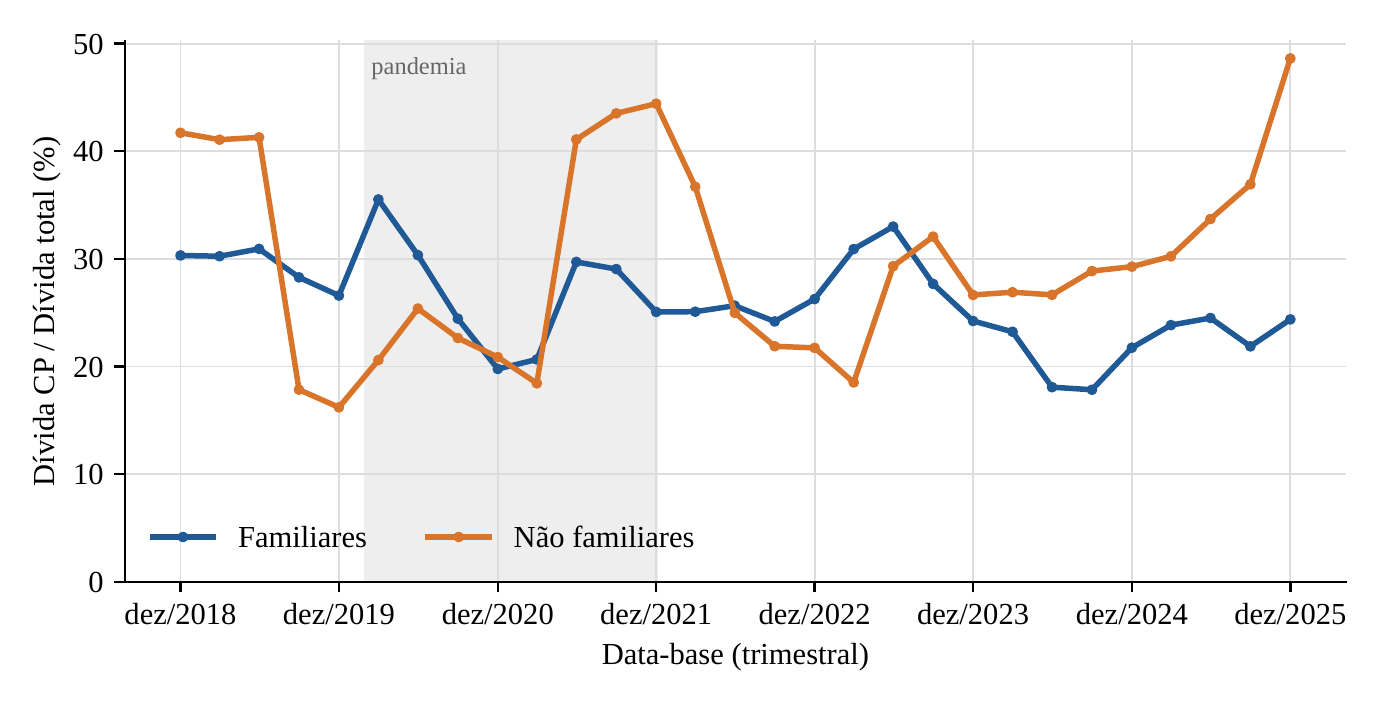 50
pandemia
40
30
20
10
0
Dívida CP / Dívida total (%)
Familiares
Não familiares
dez/2018 dez/2019 dez/2020 dez/2021 dez/2022 dez/2023 dez/2024 dez/2025
Data-base (trimestral)